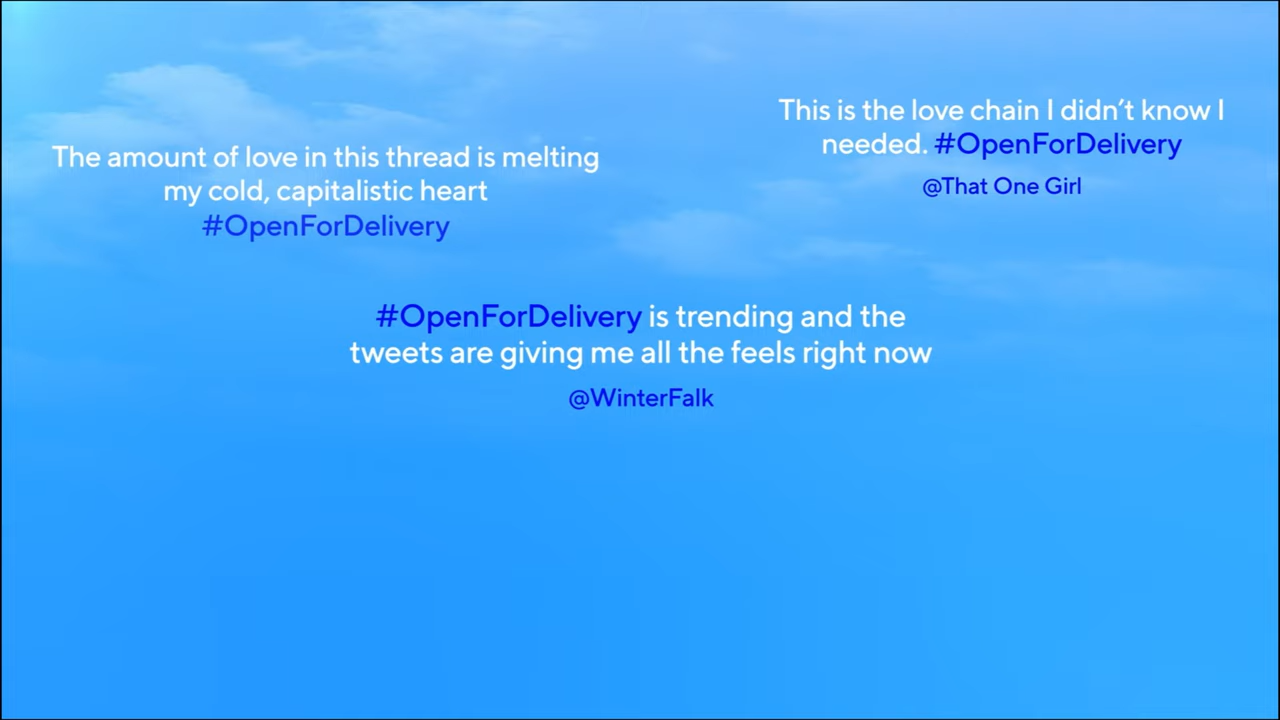 The amount of love in this thread is melting
my cold, capitalistic heart
#OpenForDelivery
This is the love chain I didn’t know I
needed. #OpenForDelivery
@That One Girl
#OpenForDelivery is trending and the
tweets are giving me all the feels right now
@WinterFalk